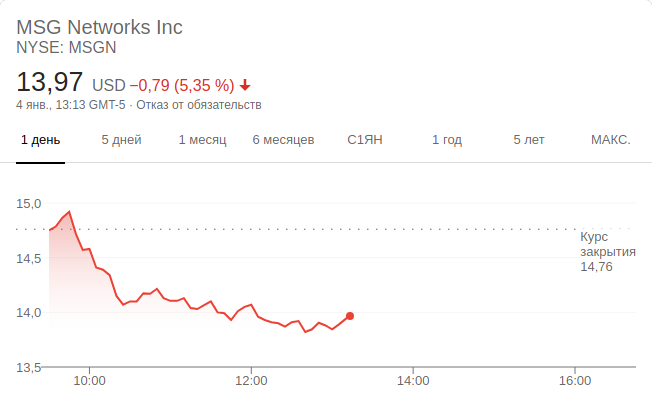 MSG Networks Inc
NYSE: MSGN
13,97 USD −0,79 (5,35 %)
4 янв., 13:13 GMT-5 · Отказ от обязательств
1 день 5 дней 1 месяц 6 месяцев С1ЯН 1 год 5 лет МАКС.
15,0
Курс
закрытия
14,76
14,5
14,0
13,5
10:00 12:00 14:00 16:00